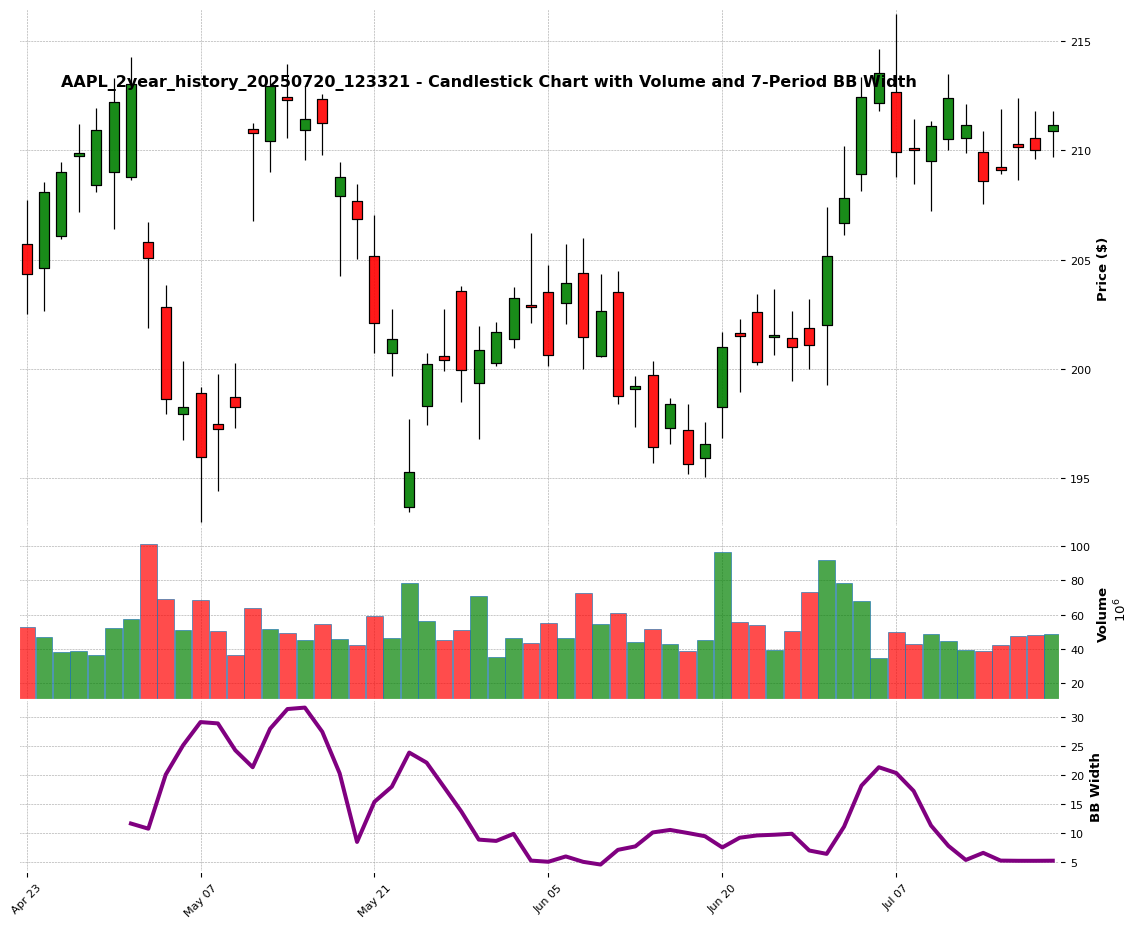 AAPL_2year_history_20250720_123321 - Candlestick Chart with Volume and 7-Period BB Width
215
210
205
200
195
Price ($)
100
80
60
40
20
Volume
10⁶
30
25
20
15
10
5
BB Width
Apr 23
May 07
May 21
Jun 05
Jun 20
Jul 07